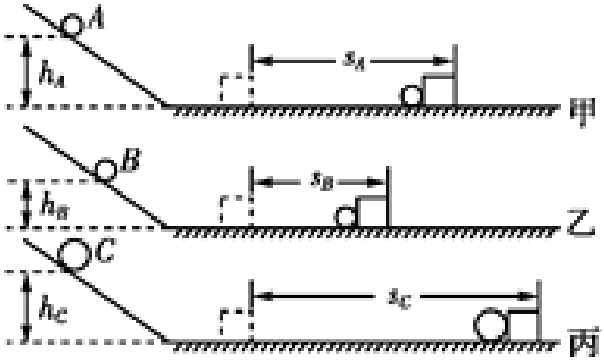 A
h_A
s_A
甲
B
h_B
s_B
乙
C
h_C
s_C
丙